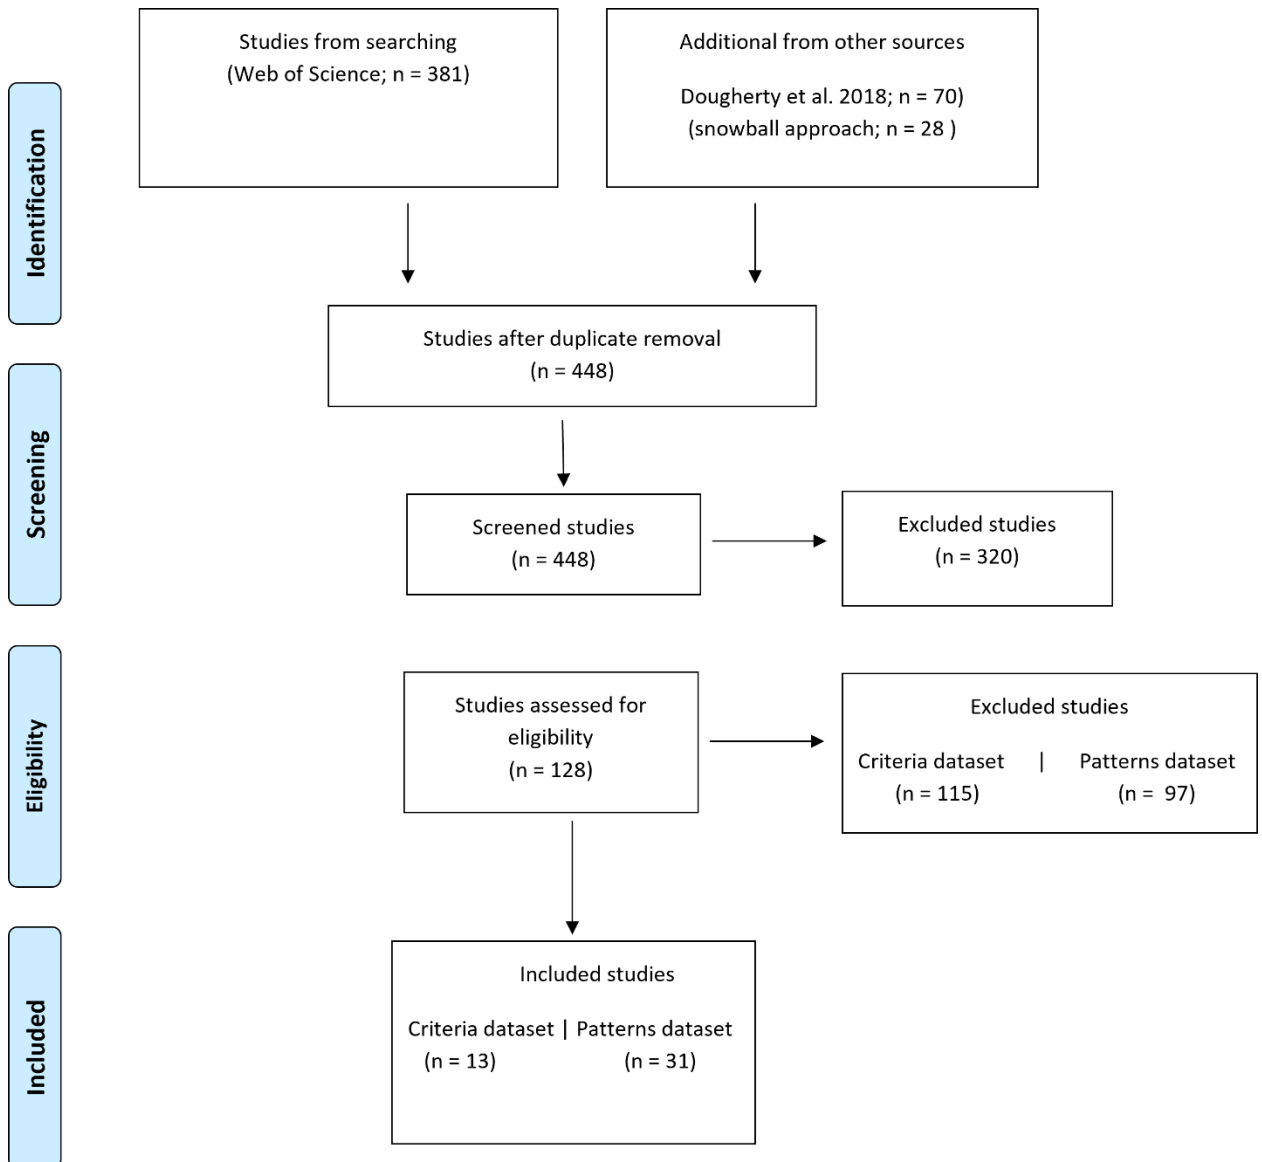 Identification
Studies from searching
(Web of Science; n = 381)
Additional from other sources
Dougherty et al. 2018; n = 70)
(snowball approach; n = 28 )
Studies after duplicate removal
(n = 448)
Screening
Screened studies
(n = 448)
Excluded studies
(n = 320)
Eligibility
Studies assessed for
eligibility
(n = 128)
Excluded studies
Criteria dataset | Patterns dataset
(n = 115) (n = 97)
Included
Included studies
Criteria dataset | Patterns dataset
(n = 13) (n = 31)